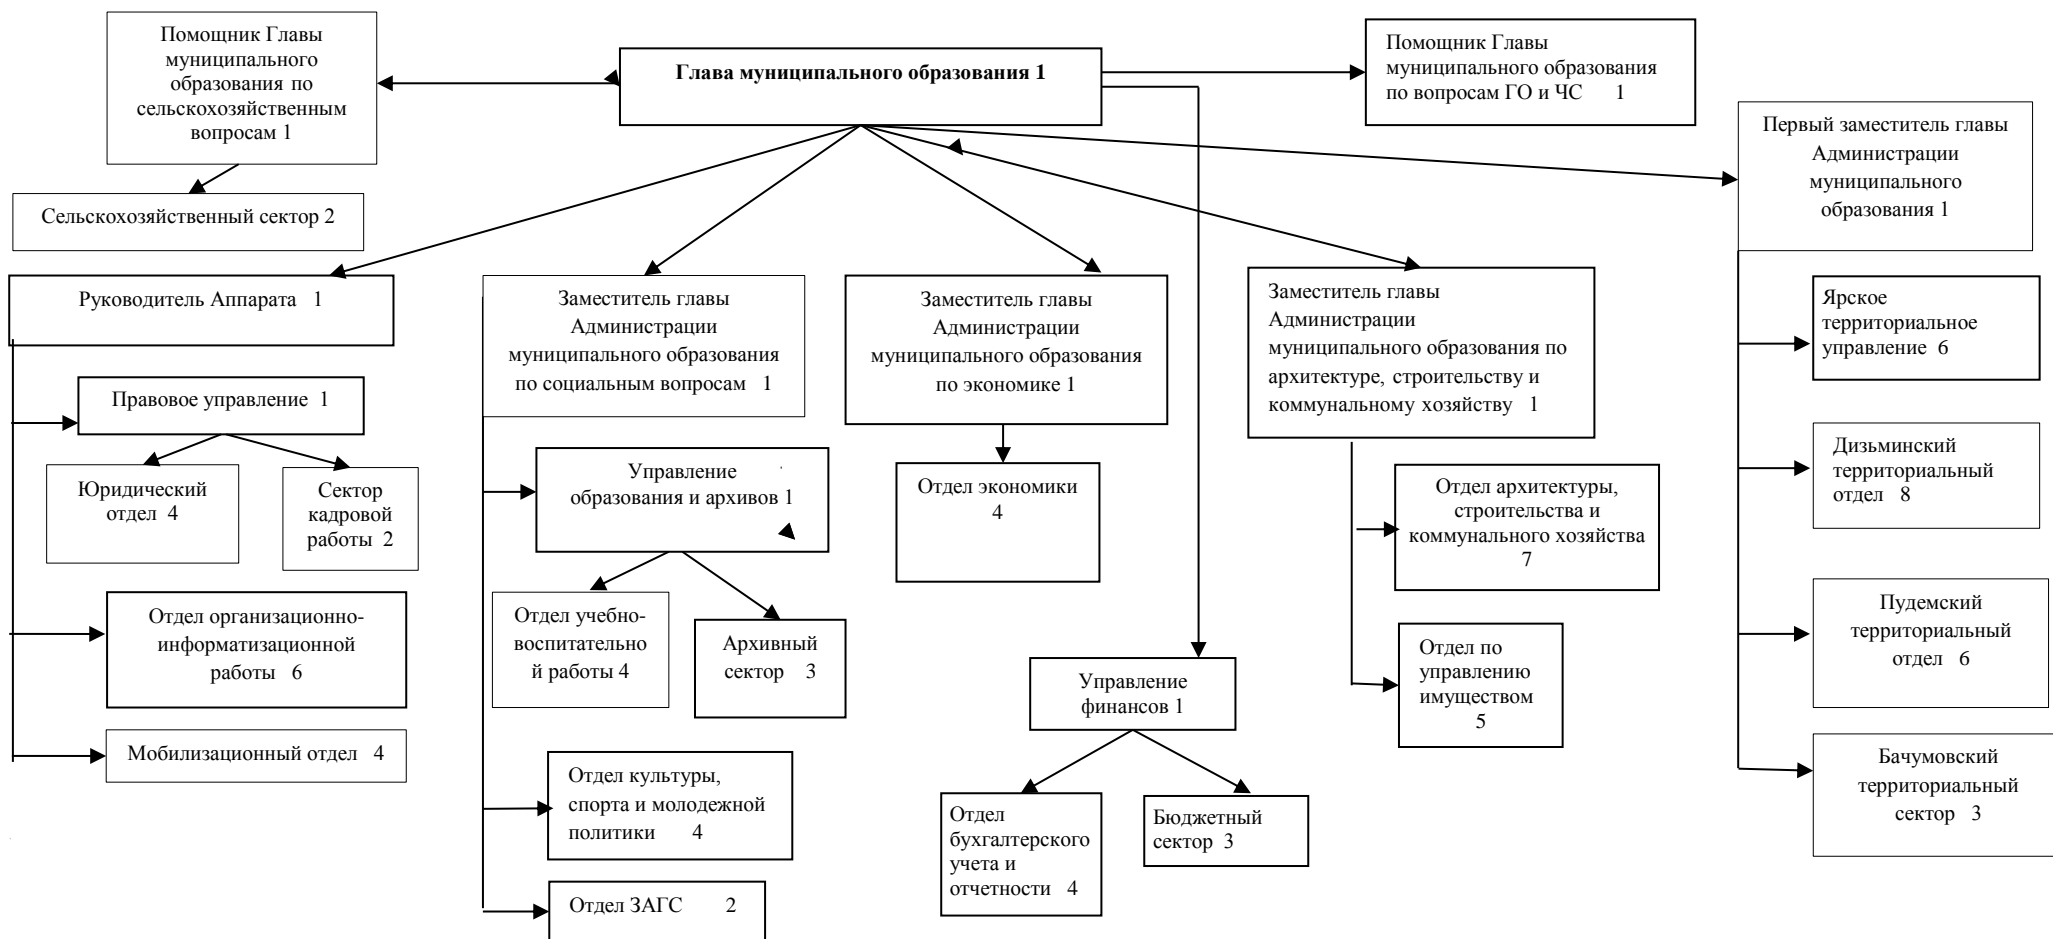 Помощник Главы
муниципального
образования по
сельскохозяйственным
вопросам 1
Глава муниципального образования 1
Помощник Главы
муниципального образования
по вопросам ГО и ЧС 1
Первый заместитель главы
Администрации
муниципального
образования 1
Сельскохозяйственный сектор 2
Руководитель Аппарата 1
Заместитель главы
Администрации
муниципального образования
по социальным вопросам 1
Заместитель главы
Администрации
муниципального образования
по экономике 1
Заместитель главы
Администрации
муниципального образования по
архитектуре, строительству и
коммунальному хозяйству 1
Ярское
территориальное
управление 6
Правовое управление 1
Юридический
отдел 4
Сектор
кадровой
работы 2
Управление
образования и архивов 1
Отдел экономики
4
Отдел архитектуры,
строительства и
коммунального хозяйства
7
Дизьминский
территориальный
отдел 8
Отдел организационно-
информатизационной
работы 6
Отдел учебно-
воспитательно
й работы 4
Архивный
сектор 3
Управление
финансов 1
Отдел по
управлению
имуществом
5
Пудемский
территориальный
отдел 6
Мобилизационный отдел 4
Отдел культуры,
спорта и молодежной
политики 4
Отдел
бухгалтерского
учета и
отчетности 4
Бюджетный
сектор 3
Бачумовский
территориальный
сектор 3
Отдел ЗАГС 2